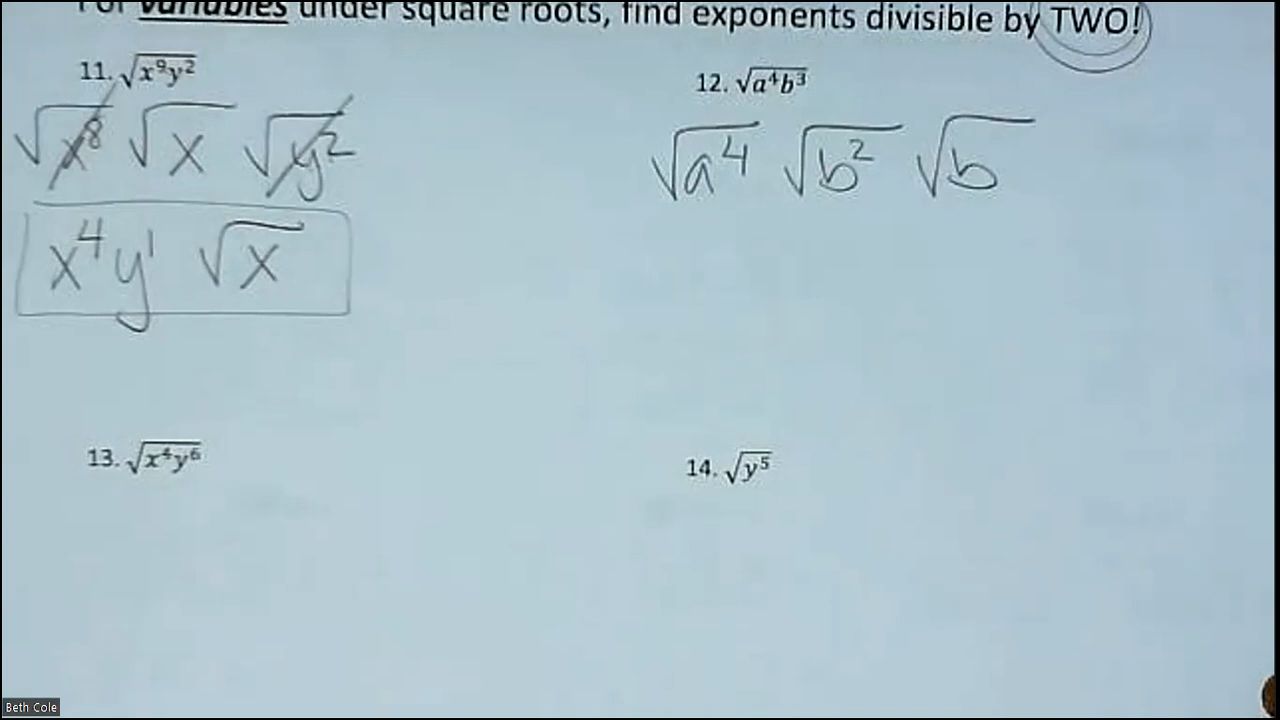 For variables under square roots, find exponents divisible by TWO!
11. √x⁹y²
√x⁸ √x √y²
x⁴y¹ √x
12. √a⁴b³
√a⁴ √b² √b
13. √x⁴y⁶
14. √y⁵
Beth Cole